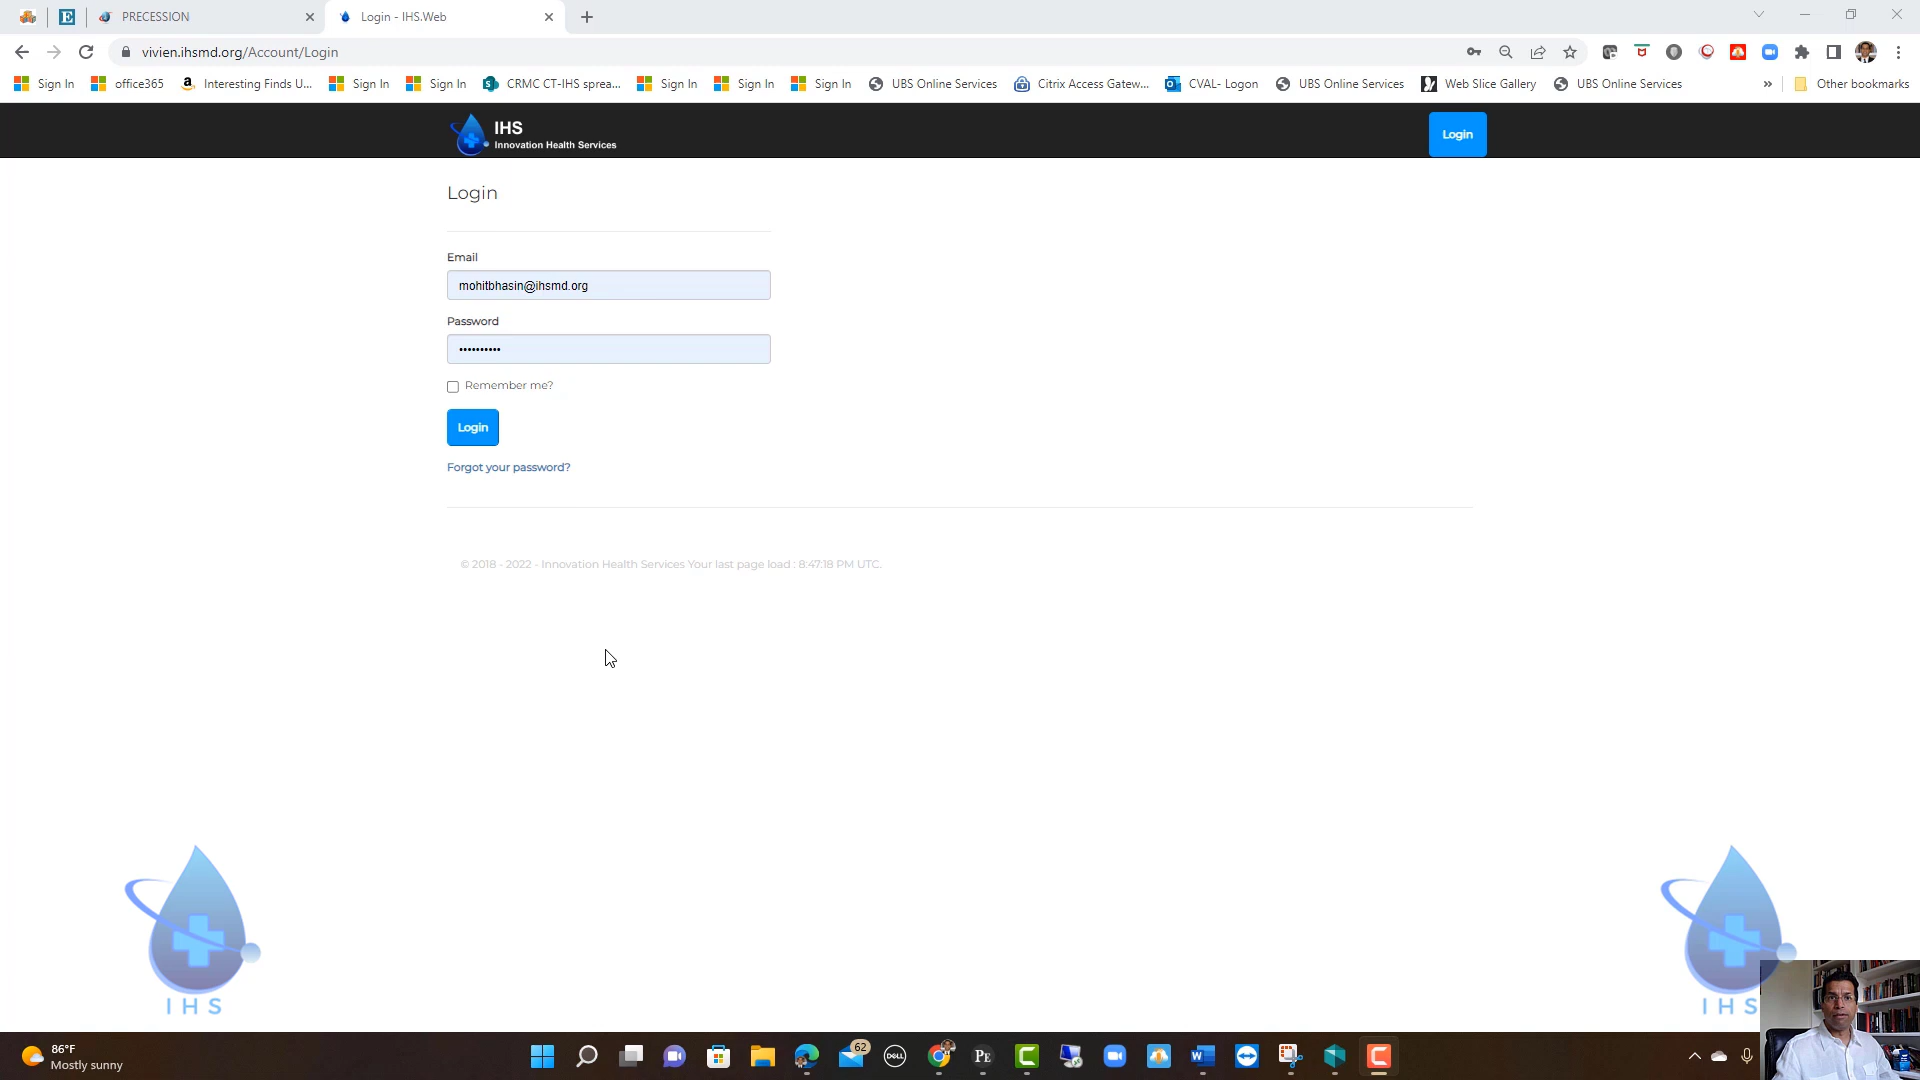 PRECESSION
Login - IHS.Web
vivien.ihsmd.org/Account/Login
Sign In
office365
Interesting Finds U...
Sign In
Sign In
CRMC CT-IHS sprea...
Sign In
Sign In
Sign In
UBS Online Services
Citrix Access Gatew...
CVAL- Logon
UBS Online Services
Web Slice Gallery
UBS Online Services
»
Other bookmarks
IHS
Innovation Health Services
Login
Login
Email
mohitbhasin@ihsmd.org
Password
••••••••••
Remember me?
Login
Forgot your password?
© 2018 - 2022 - Innovation Health Services Your last page load : 8:47:18 PM UTC.
IHS
IHS
86°F
Mostly sunny
62
DELL
PE